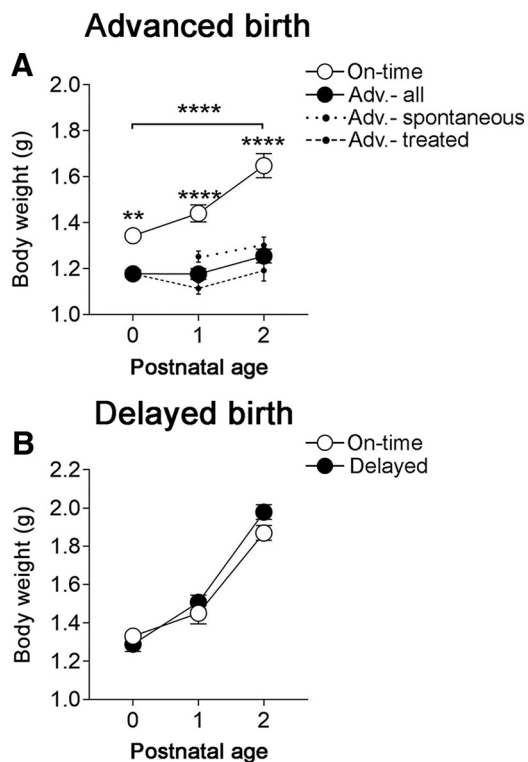 Advanced birth
A
On-time
Adv.- all
Adv.- spontaneous
Adv.- treated
****
****
****
**
Body weight (g)
2.0
1.8
1.6
1.4
1.2
1.0
0 1 2
Postnatal age
Delayed birth
B
On-time
Delayed
Body weight (g)
2.2
2.0
1.8
1.6
1.4
1.2
1.0
0 1 2
Postnatal age